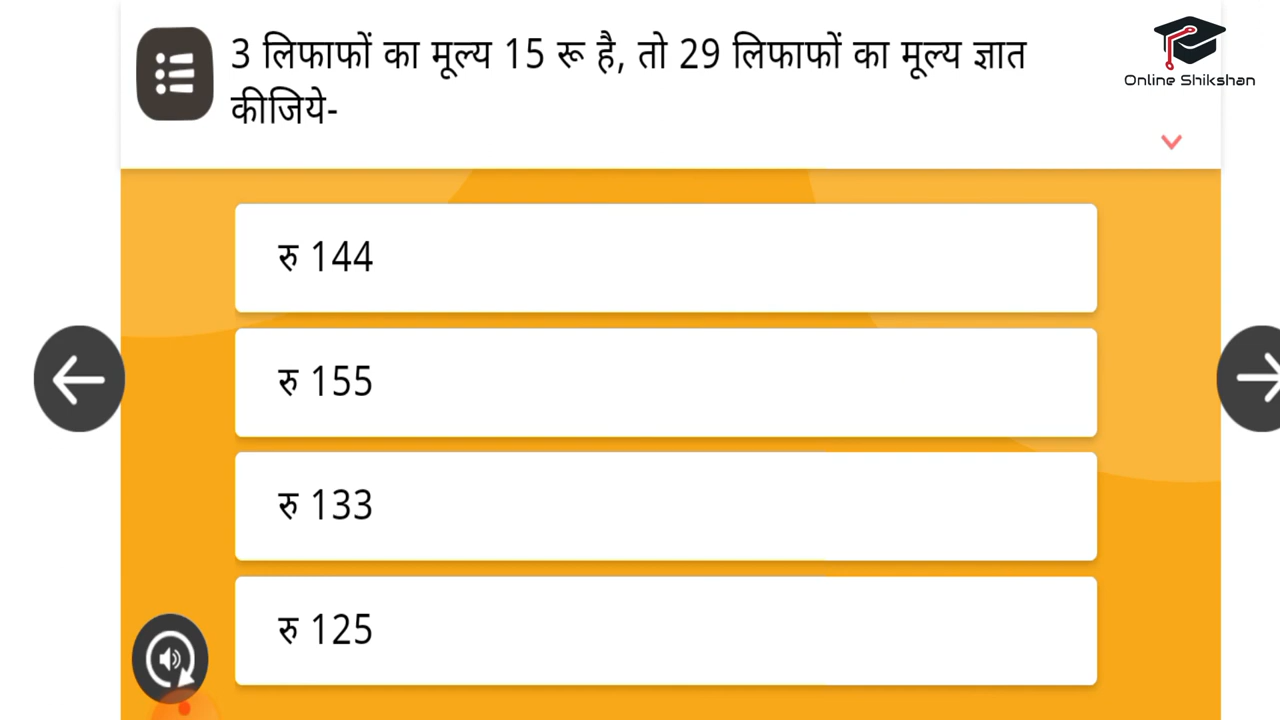 3 लिफाफों का मूल्य 15 रू है, तो 29 लिफाफों का मूल्य ज्ञात
कीजिये-
Online Shikshan
रु 144
रु 155
रु 133
रु 125